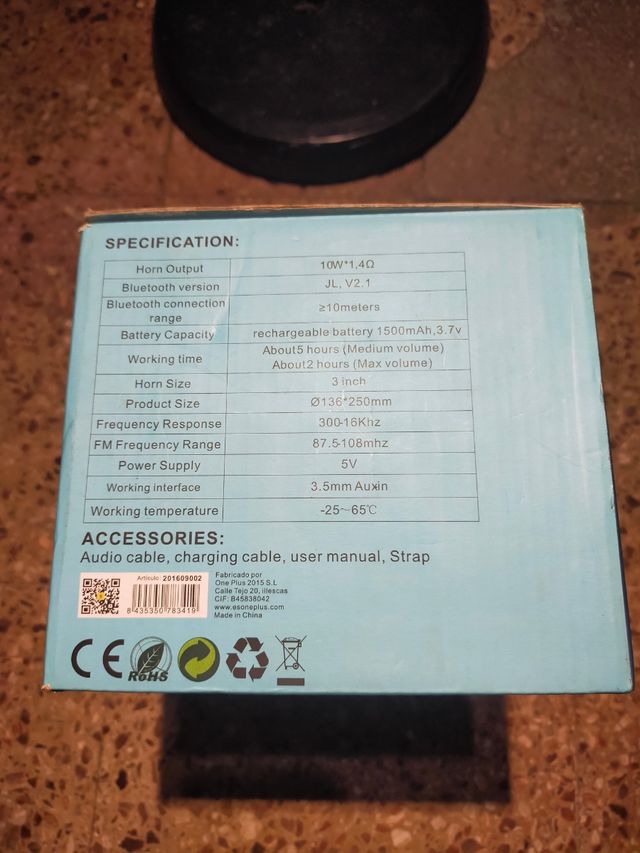 SPECIFICATION:
Horn Output 10W*1,4Ω
Bluetooth version JL, V2.1
Bluetooth connection range ≥10meters
Battery Capacity rechargeable battery 1500mAh,3.7v
Working time About5 hours (Medium volume)
About2 hours (Max volume)
Horn Size 3 inch
Product Size Ø136*250mm
Frequency Response 300-16Khz
FM Frequency Range 87.5-108mhz
Power Supply 5V
Working interface 3.5mm Auxin
Working temperature -25~65℃
ACCESSORIES:
Audio cable, charging cable, user manual, Strap
Artículo 201609002
8 435350 783419
Fabricado por
One Plus 2015 S.L
Calle Tejo 20, illescas
CIF: B45838042
www.esoneplus.com
Made in China
CE RoHS